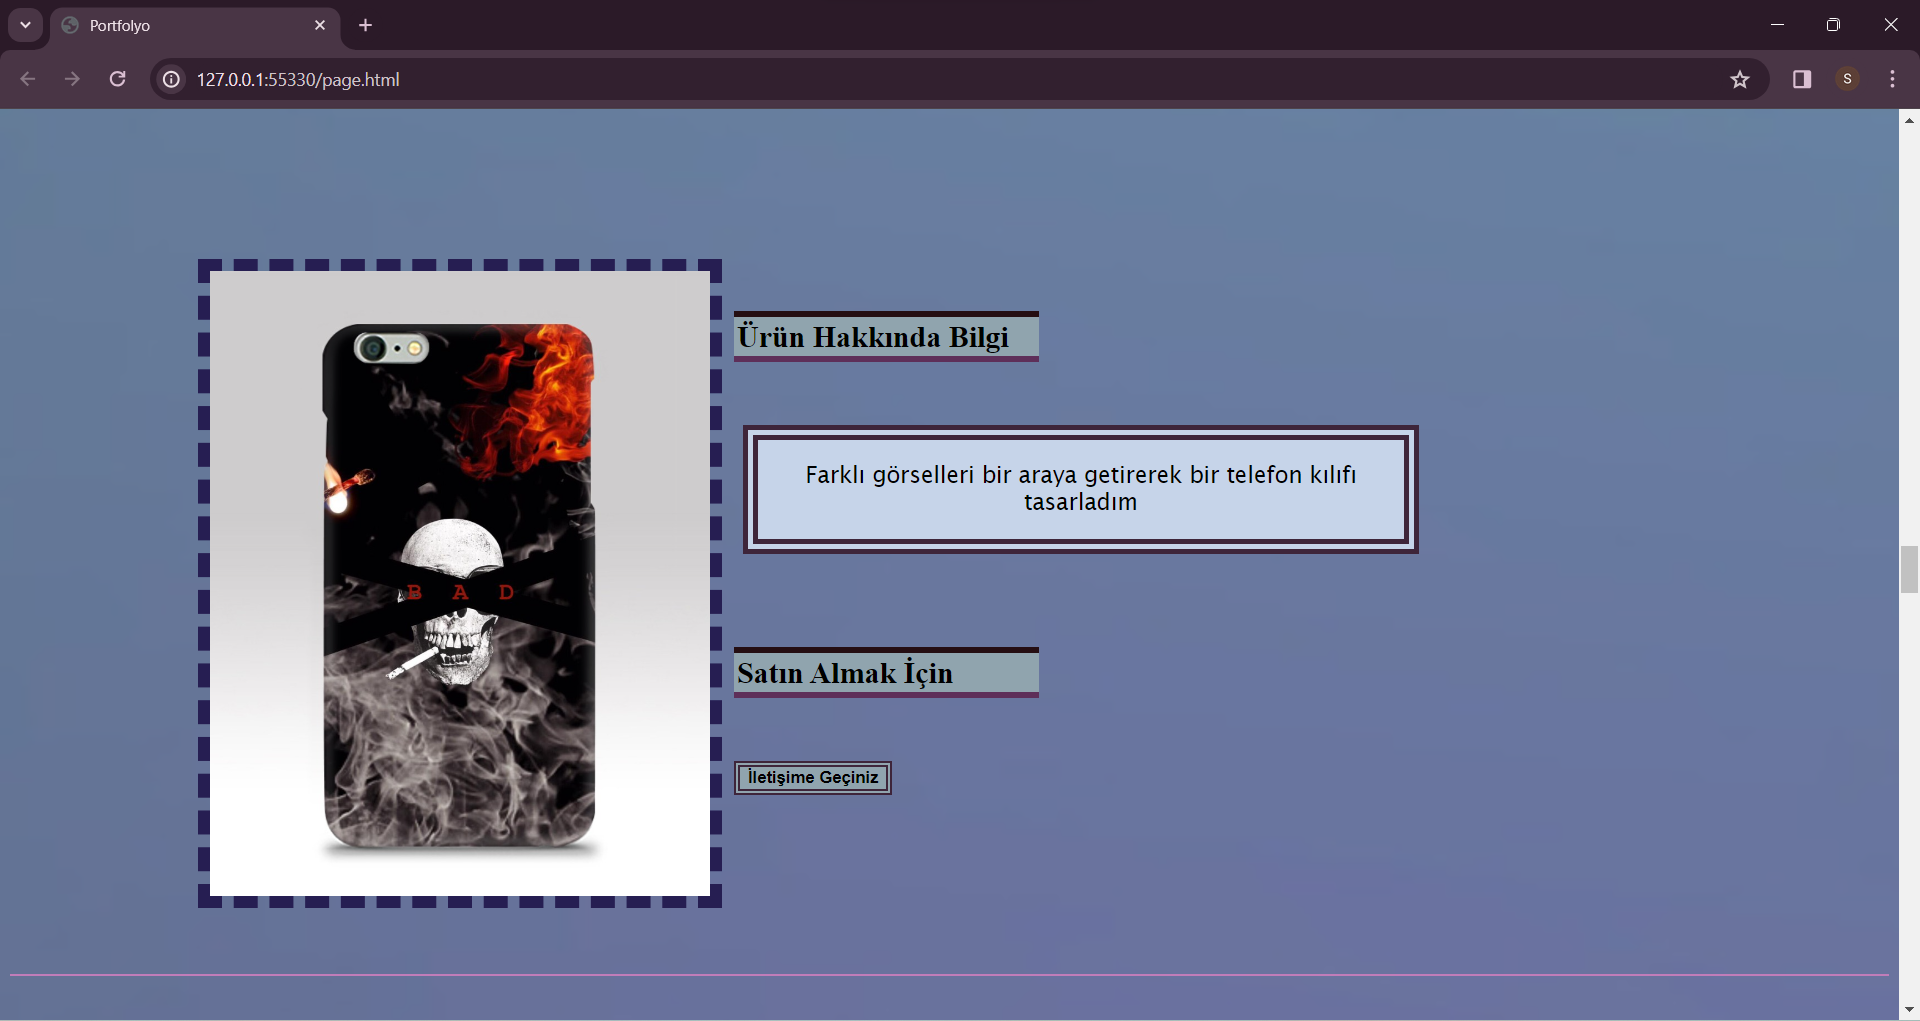 Portfolyo
127.0.0.1:55330/page.html
S
Ürün Hakkında Bilgi
Farklı görselleri bir araya getirerek bir telefon kılıfı
tasarladım
B A D
Satın Almak İçin
İletişime Geçiniz